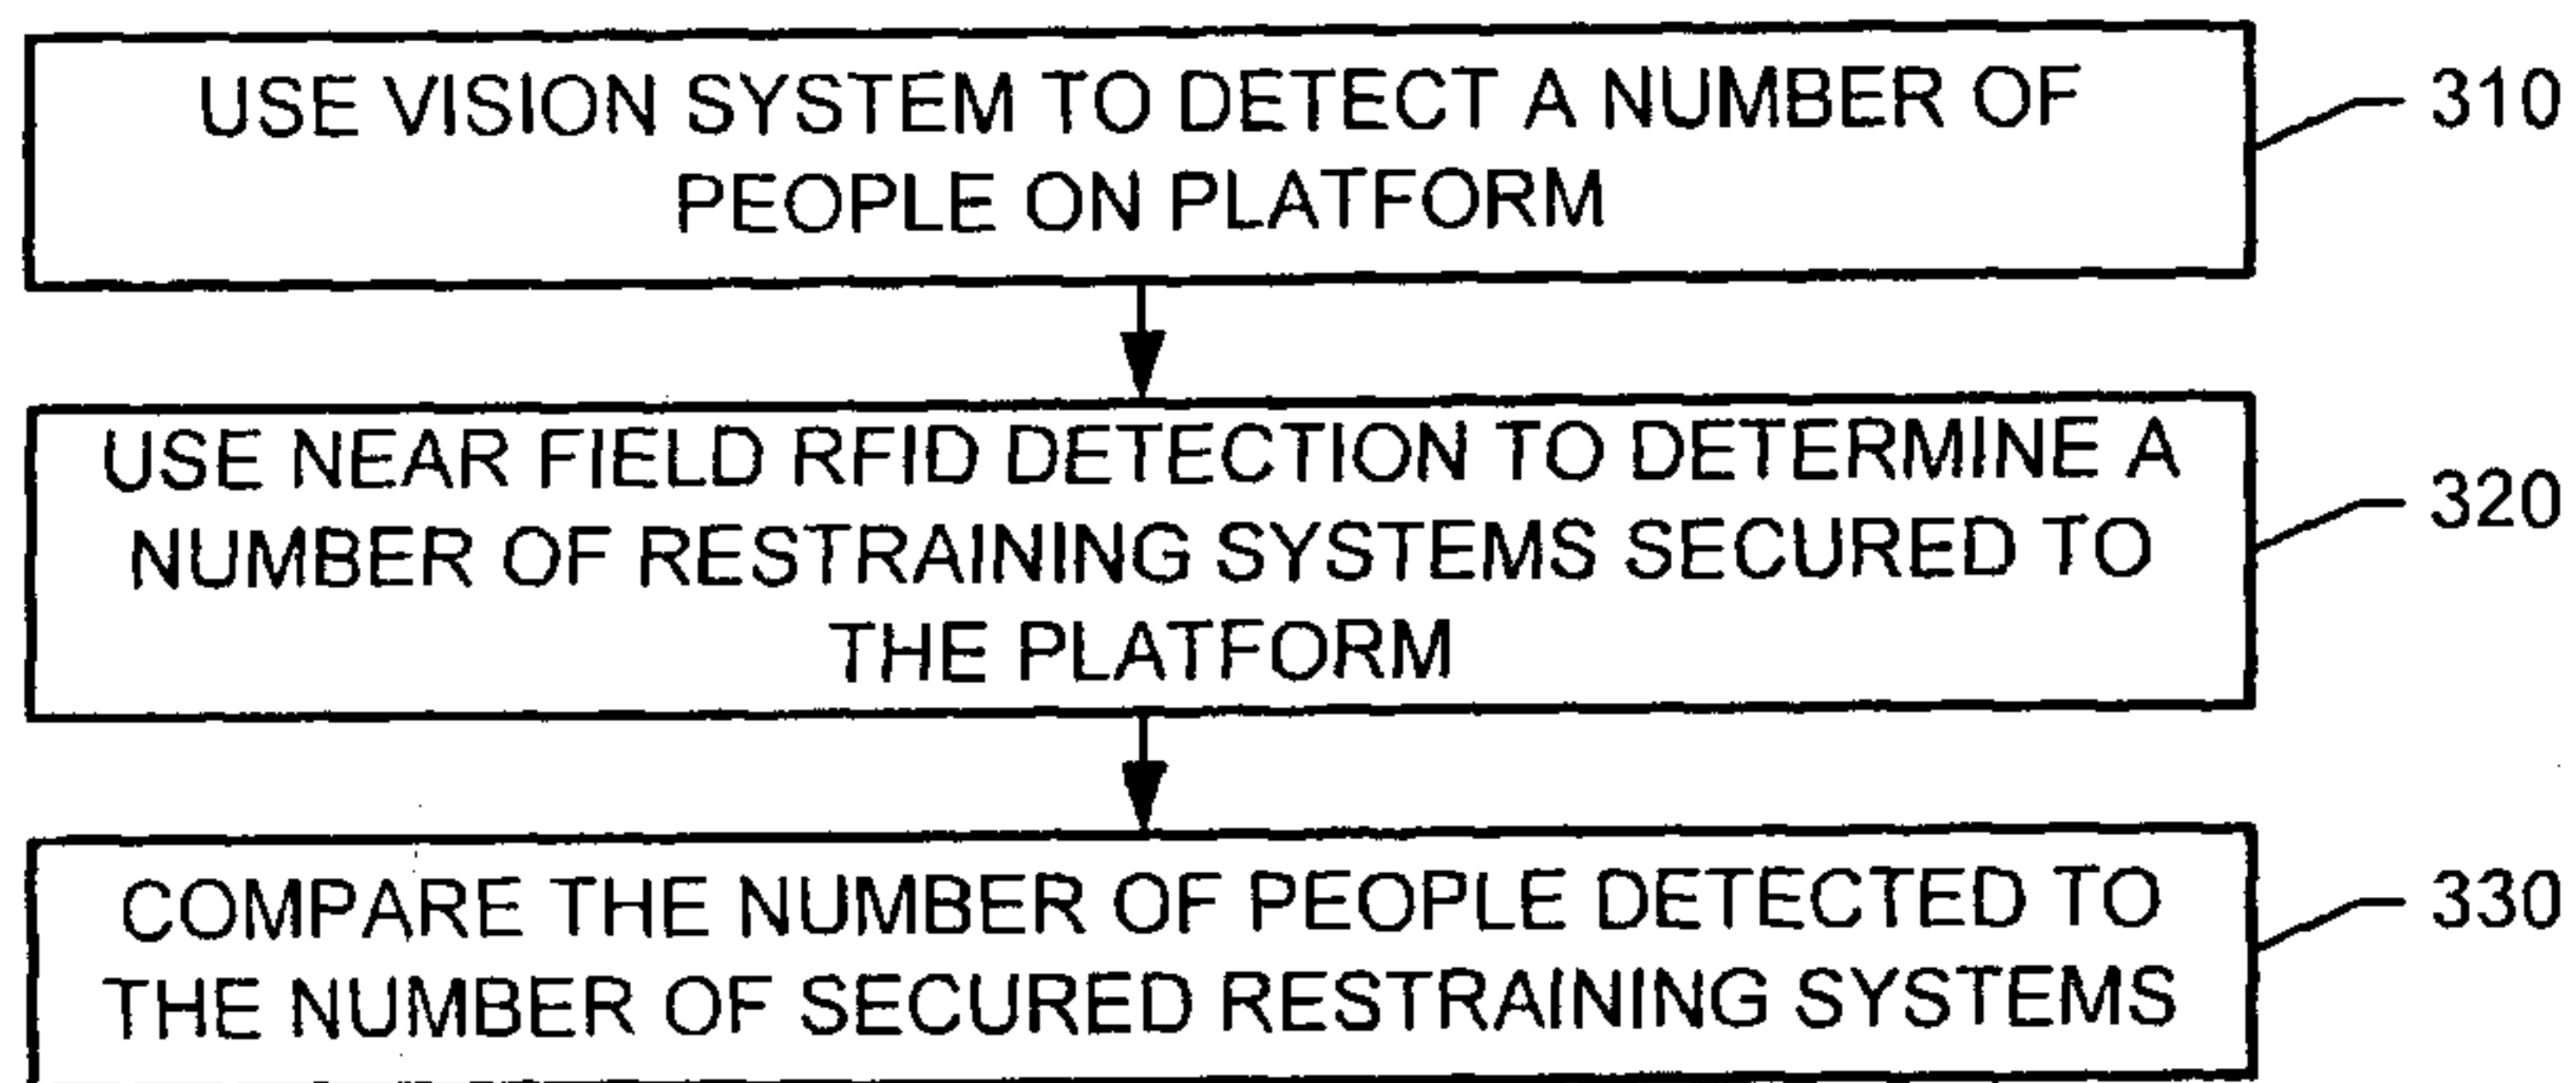 USE VISION SYSTEM TO DETECT A NUMBER OF
PEOPLE ON PLATFORM
310
USE NEAR FIELD RFID DETECTION TO DETERMINE A
NUMBER OF RESTRAINING SYSTEMS SECURED TO
THE PLATFORM
320
COMPARE THE NUMBER OF PEOPLE DETECTED TO
THE NUMBER OF SECURED RESTRAINING SYSTEMS
330